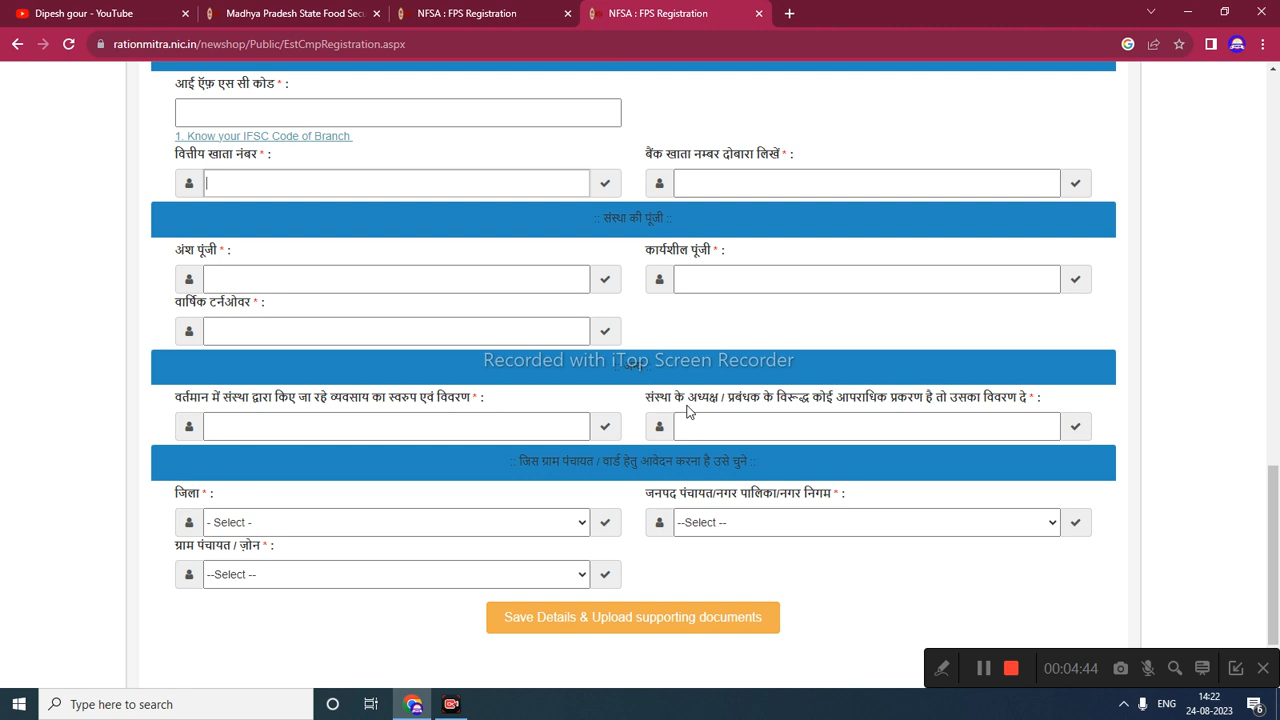 Dipesh gour - YouTube
Madhya Pradesh State Food Sec
NFSA : FPS Registration
NFSA : FPS Registration
rationmitra.nic.in/newshop/Public/EstCmpRegistration.aspx
आई ऍफ़ एस सी कोड * :
1. Know your IFSC Code of Branch
वित्तीय खाता नंबर * :
बैंक खाता नम्बर दोबारा लिखें * :
:: संस्था की पूंजी ::
अंश पूंजी * :
कार्यशील पूंजी * :
वार्षिक टर्नओवर * :
Recorded with iTop Screen Recorder
वर्तमान में संस्था द्वारा किए जा रहे व्यवसाय का स्वरुप एवं विवरण * :
संस्था के अध्यक्ष / प्रबंधक के विरूद्ध कोई आपराधिक प्रकरण है तो उसका विवरण दे * :
:: जिस ग्राम पंचायत / वार्ड हेतु आवेदन करना है उसे चुने ::
जिला * :
जनपद पंचायत/नगर पालिका/नगर निगम * :
- Select -
--Select --
ग्राम पंचायत / ज़ोन * :
--Select --
Save Details & Upload supporting documents
00:04:44
Type here to search
ENG
14:22
24-08-2023
6